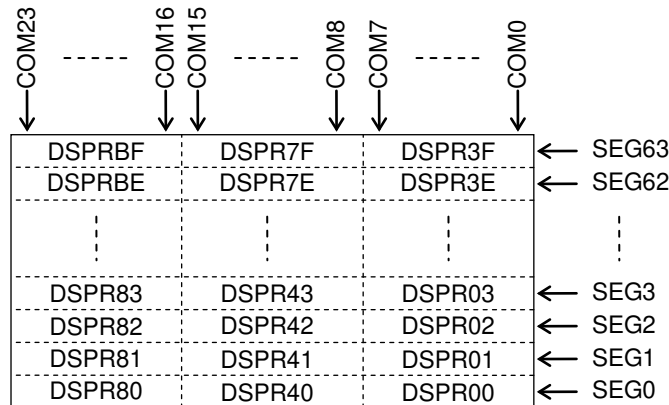 COM23 COM16 COM15 COM8 COM7 COM0
DSPRBF DSPR7F DSPR3F SEG63
DSPRBE DSPR7E DSPR3E SEG62
DSPR83 DSPR43 DSPR03 SEG3
DSPR82 DSPR42 DSPR02 SEG2
DSPR81 DSPR41 DSPR01 SEG1
DSPR80 DSPR40 DSPR00 SEG0